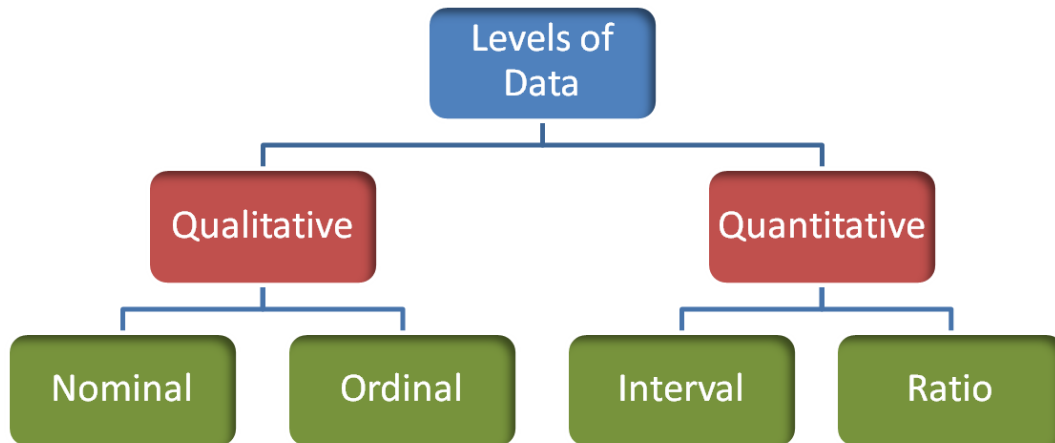 Levels of
Data
Qualitative
Quantitative
Nominal
Ordinal
Interval
Ratio